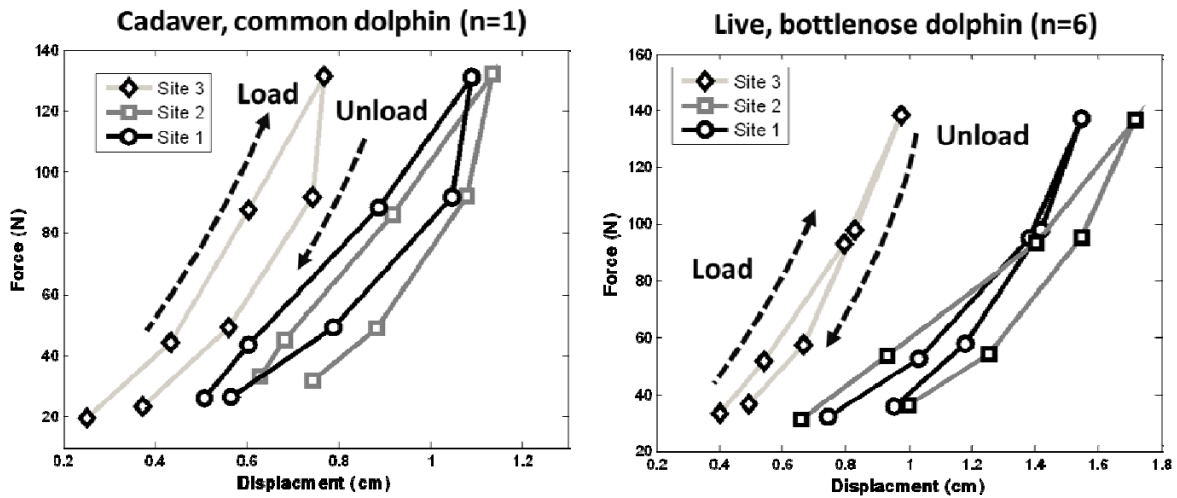 Cadaver, common dolphin (n=1)
140
120
100
80
60
40
20
Force (N)
Site 3
Site 2
Site 1
Load
Unload
0.2 0.4 0.6 0.8 1 1.2
Displacment (cm)
Live, bottlenose dolphin (n=6)
160
140
120
100
80
60
40
20
Force (N)
Site 3
Site 2
Site 1
Unload
Load
0.2 0.4 0.6 0.8 1 1.2 1.4 1.6 1.8
Displacment (cm)